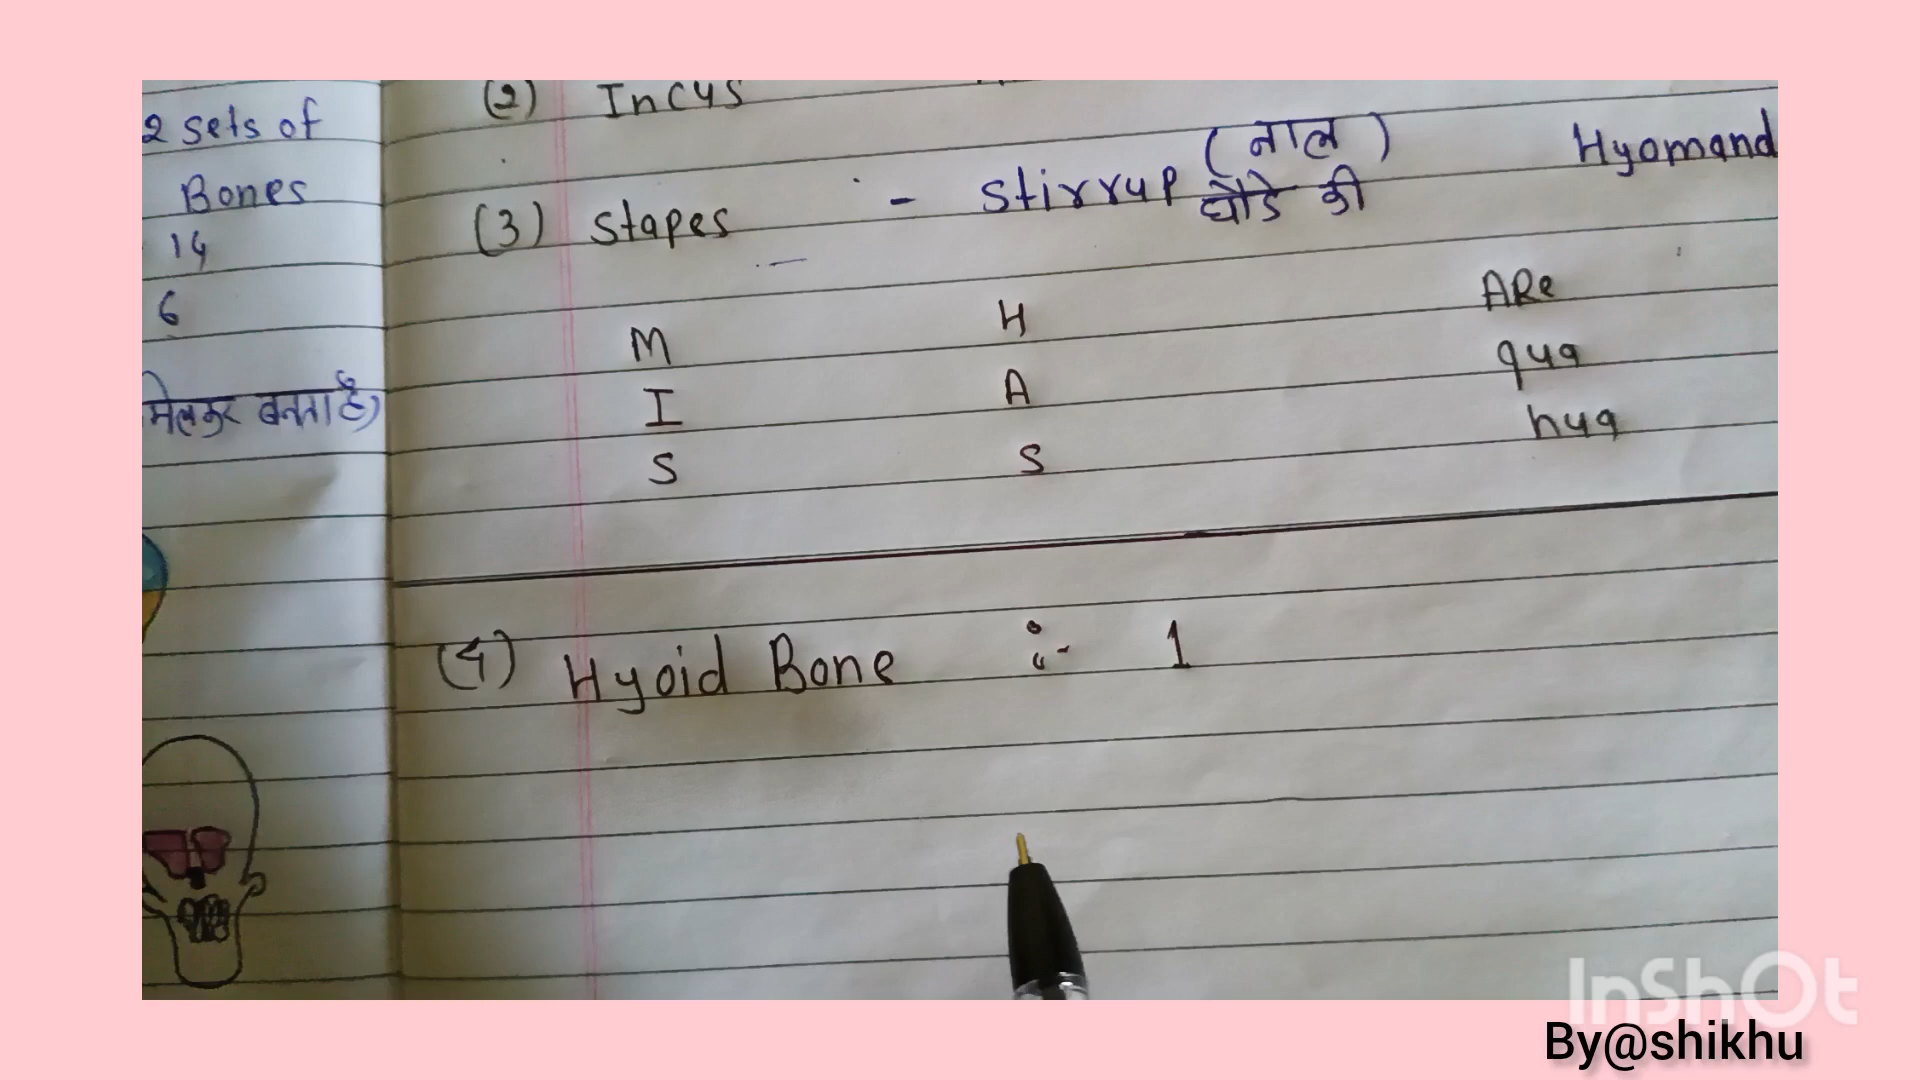 2 sets of
Bones
14
6
मिलकर बनता है)
(2) Incus
(3) Stapes - Stirrup (नाल) Hyomand
घोडे की
M H ARe
I A qua
S S hua
(4) Hyoid Bone :- 1
InShOt
By@shikhu